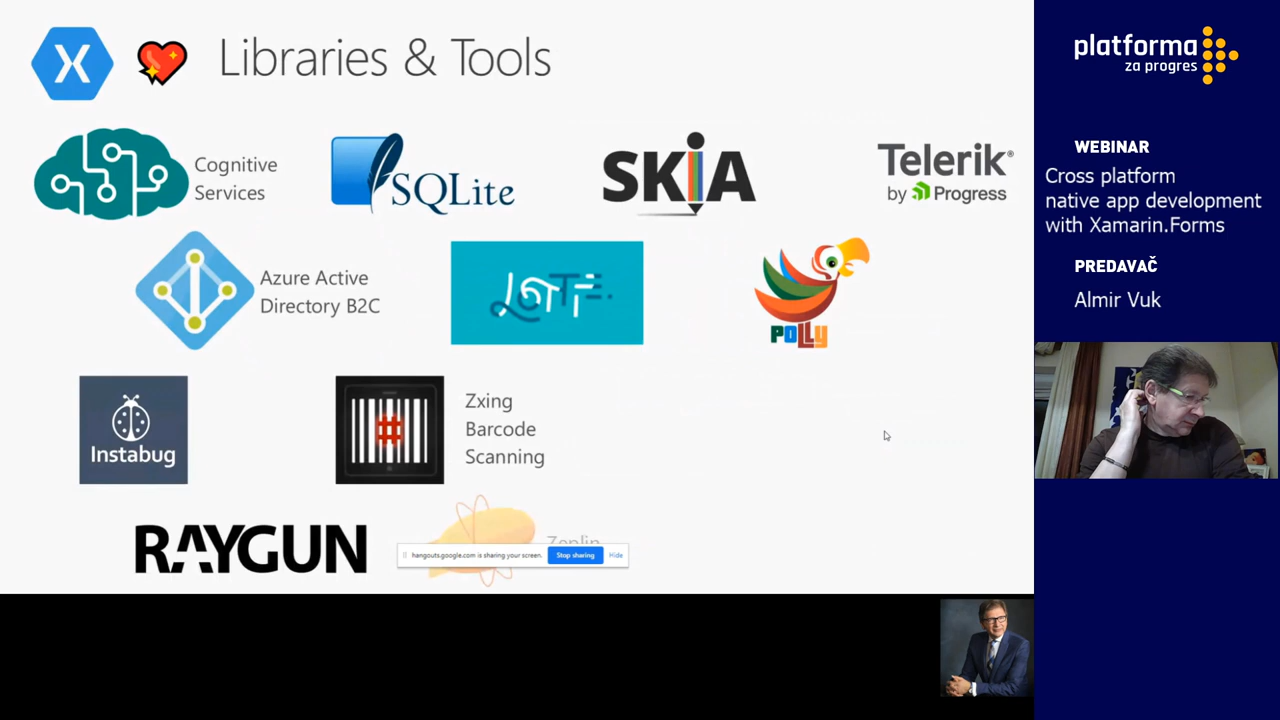 X
Libraries & Tools
Cognitive
Services
SQLite
SKiA
Telerik®
by Progress
Azure Active
Directory B2C
LOTTIE
POLLY
Instabug
Zxing
Barcode
Scanning
RAYGUN
Zeplin
hangouts.google.com is sharing your screen.
Stop sharing
Hide
platforma
za progres
WEBINAR
Cross platform
native app development
with Xamarin.Forms
PREDAVAČ
Almir Vuk